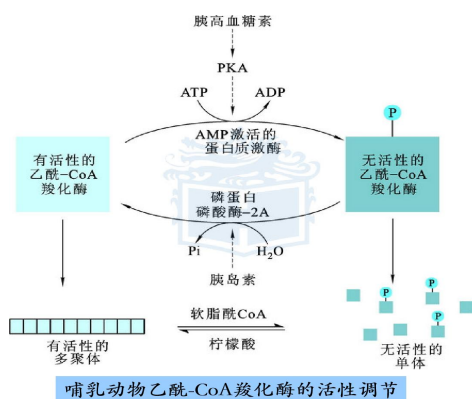 胰高血糖素
PKA
ATP
ADP
AMP激活的
蛋白质激酶
P
有活性的
乙酰-CoA
羧化酶
无活性的
乙酰-CoA
羧化酶
磷蛋白
磷酸酶-2A
Pi
H₂O
胰岛素
P
P
P
软脂酰CoA
柠檬酸
有活性的
多聚体
无活性的
单体
哺乳动物乙酰-CoA羧化酶的活性调节